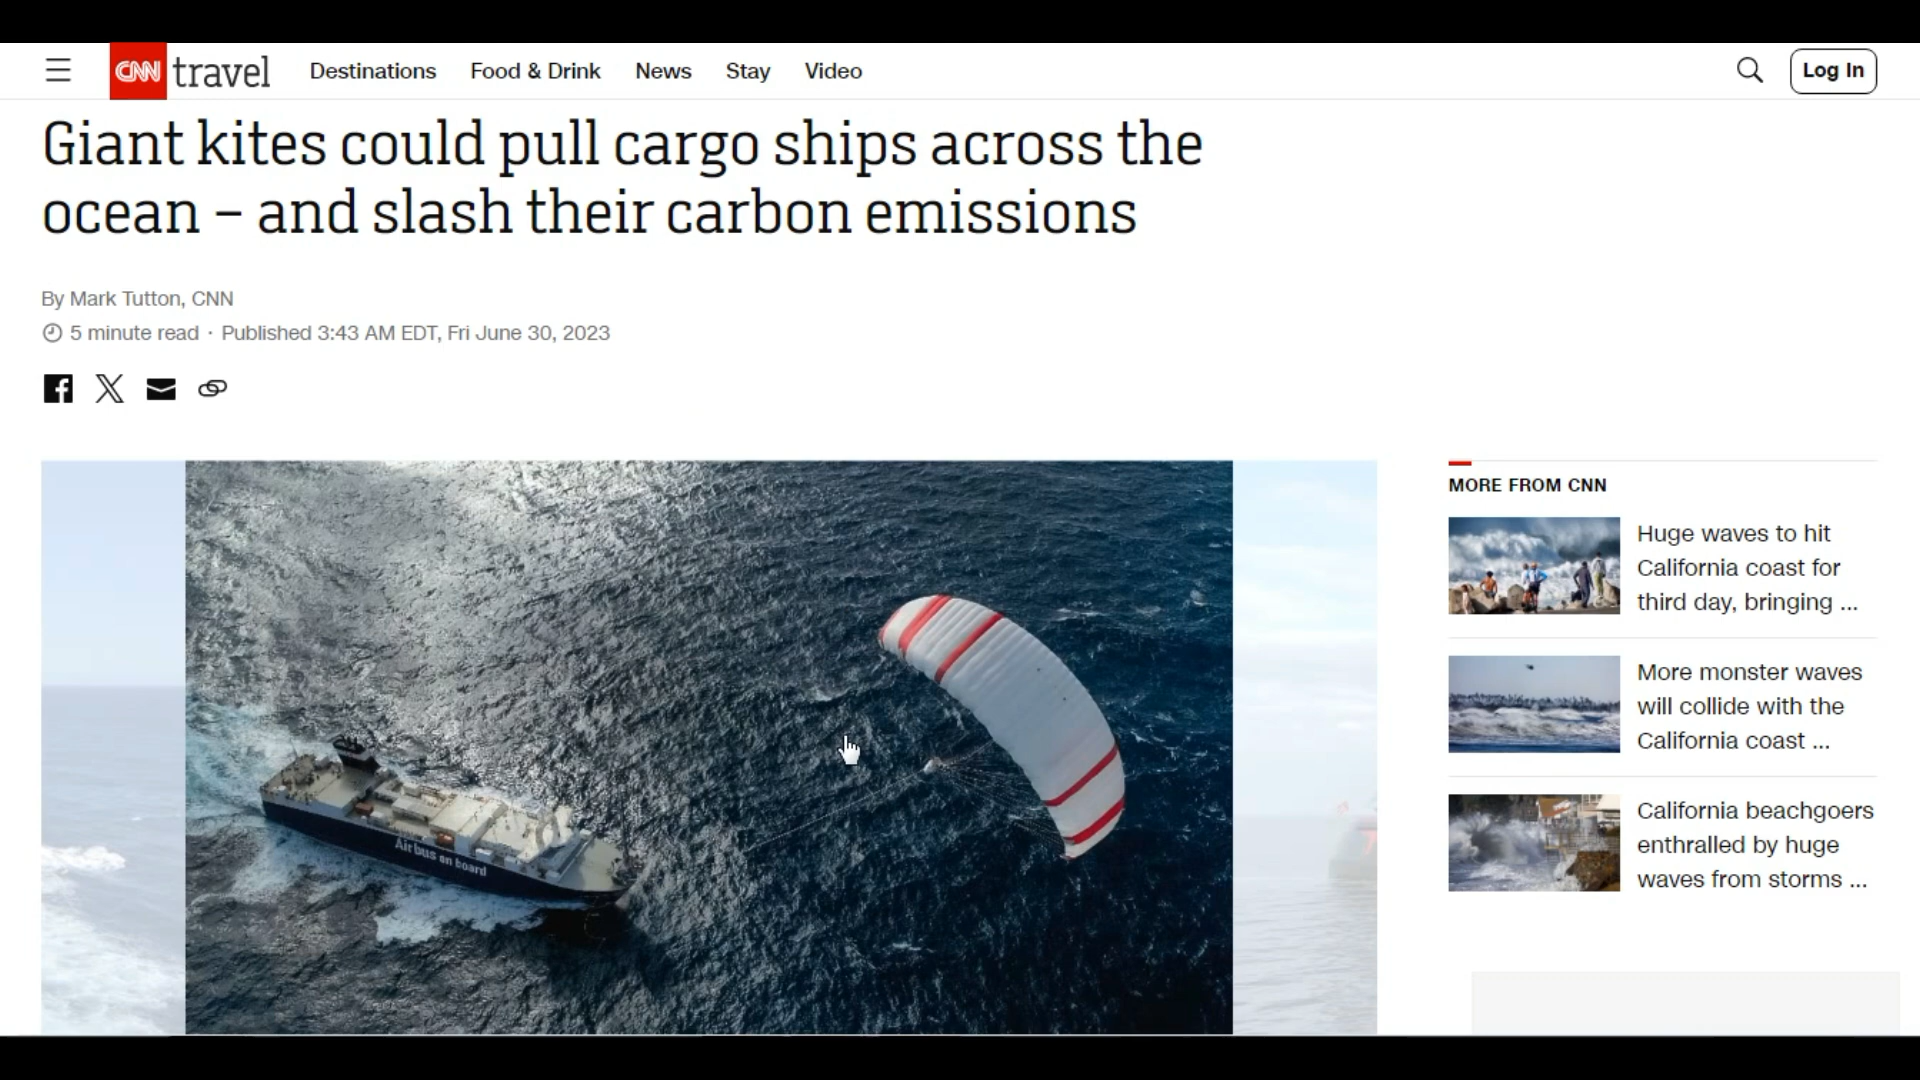 CNN travel Destinations Food & Drink News Stay Video Log In
Giant kites could pull cargo ships across the
ocean – and slash their carbon emissions
By Mark Tutton, CNN
5 minute read · Published 3:43 AM EDT, Fri June 30, 2023
Airbus on board
MORE FROM CNN
Huge waves to hit
California coast for
third day, bringing ...
More monster waves
will collide with the
California coast ...
California beachgoers
enthralled by huge
waves from storms ...